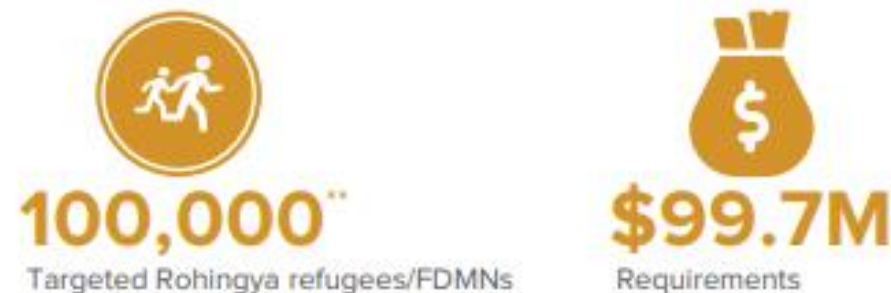 $
100,000**
$99.7M
Targeted Rohingya refugees/FDMNs
Requirements